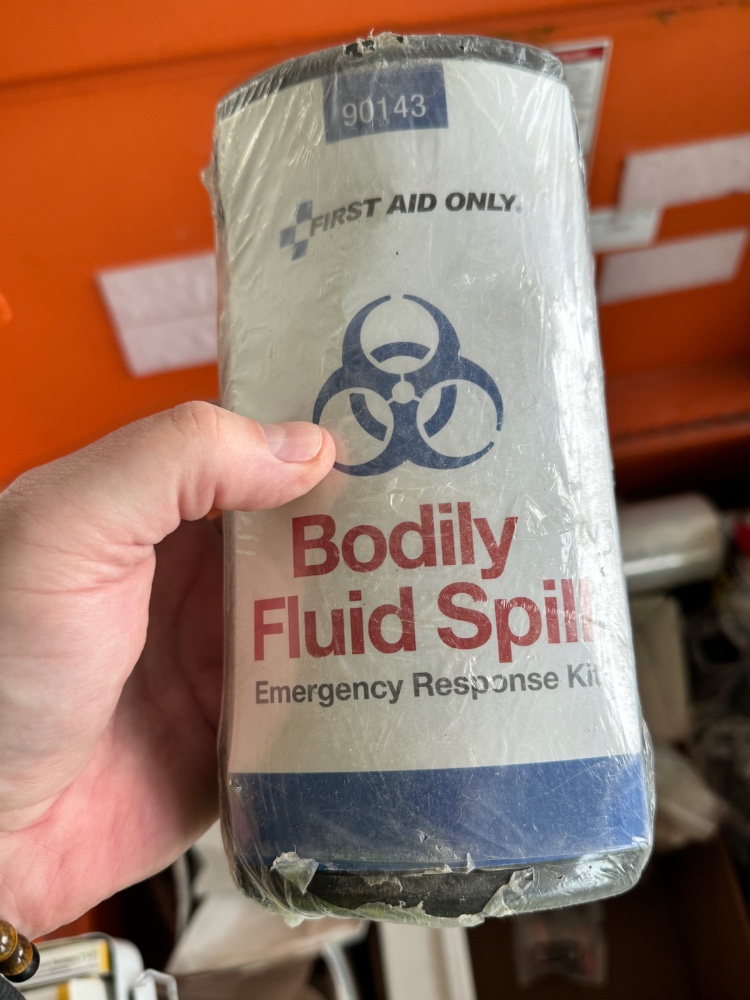 90143
FIRST AID ONLY®
Bodily
Fluid Spill
Emergency Response Kit